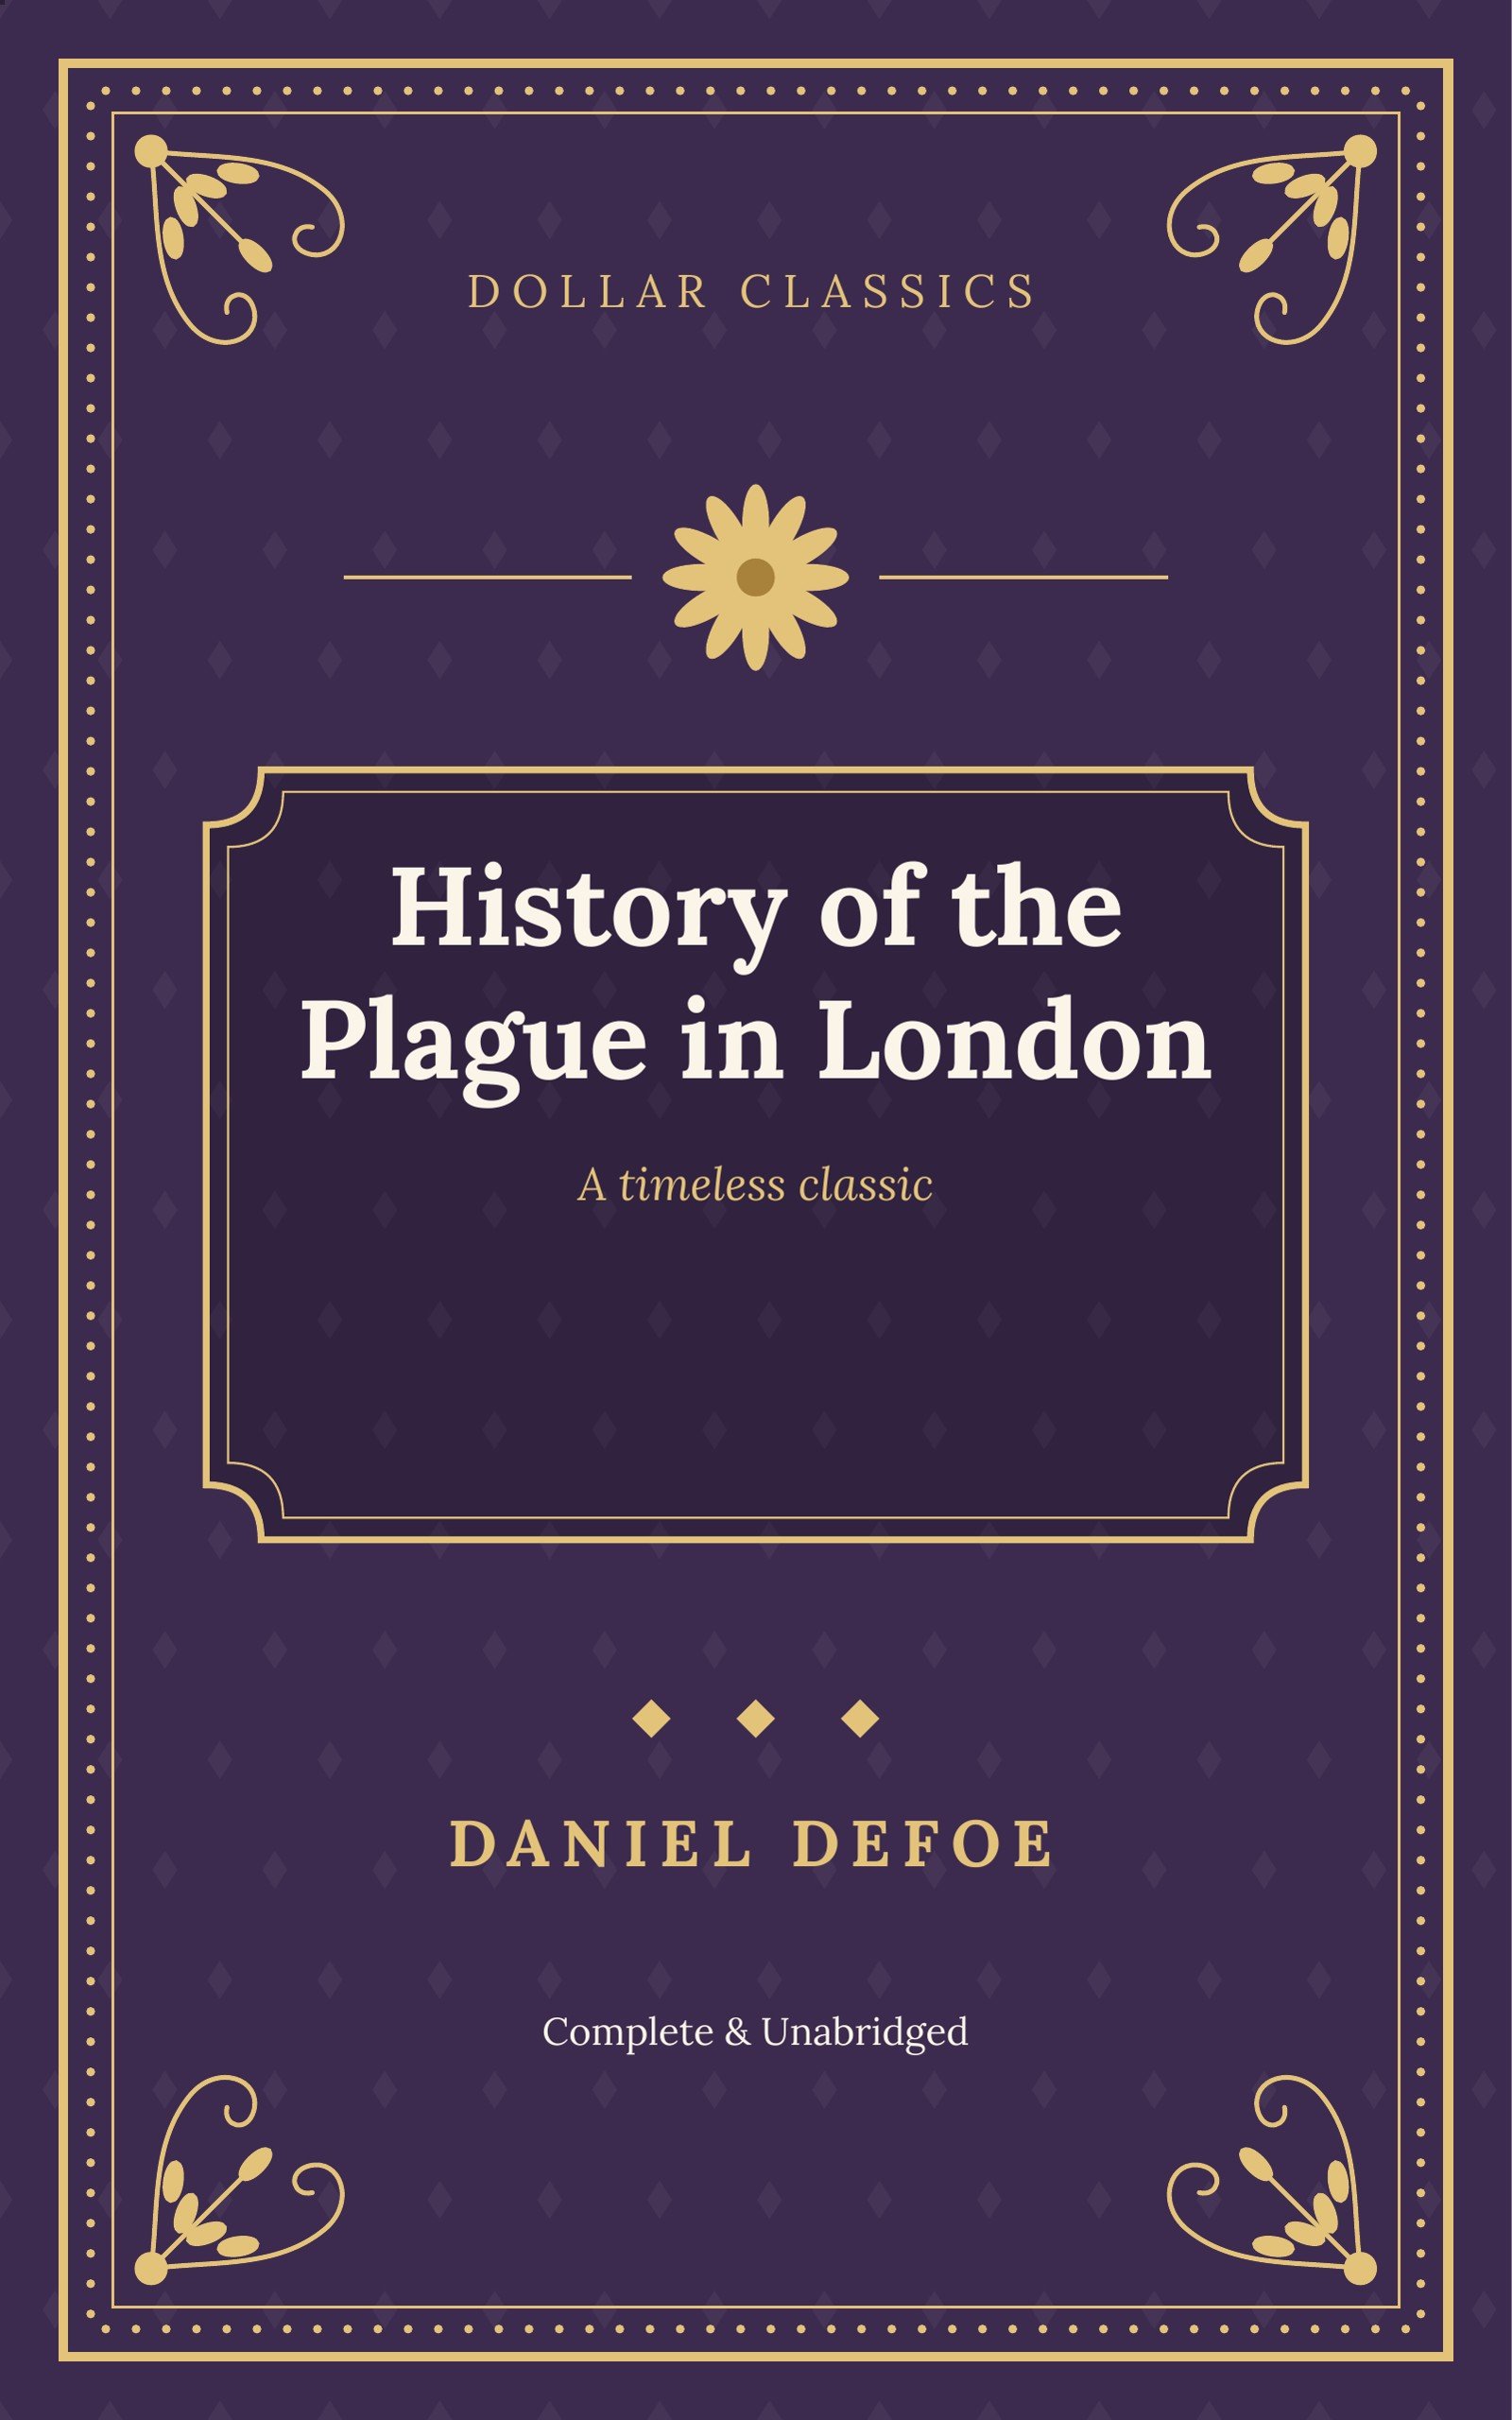 DOLLAR CLASSICS
History of the
Plague in London
A timeless classic
DANIEL DEFOE
Complete & Unabridged